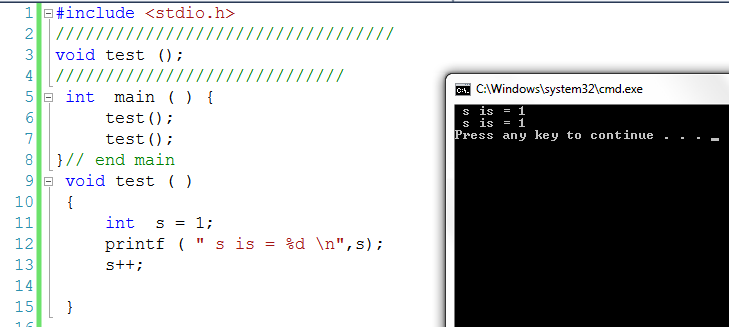 1 #include <stdio.h>
2 //////////////////////////////////
3 void test ();
4 /////////////////////////////
5 int  main ( ) {
6      test();
7      test();
8 }// end main
9 void test ( )
10 {
11     int  s = 1;
12     printf ( " s is = %d \n",s);
13     s++;
14
15 }
C:\Windows\system32\cmd.exe
s is = 1
s is = 1
Press any key to continue . . . _